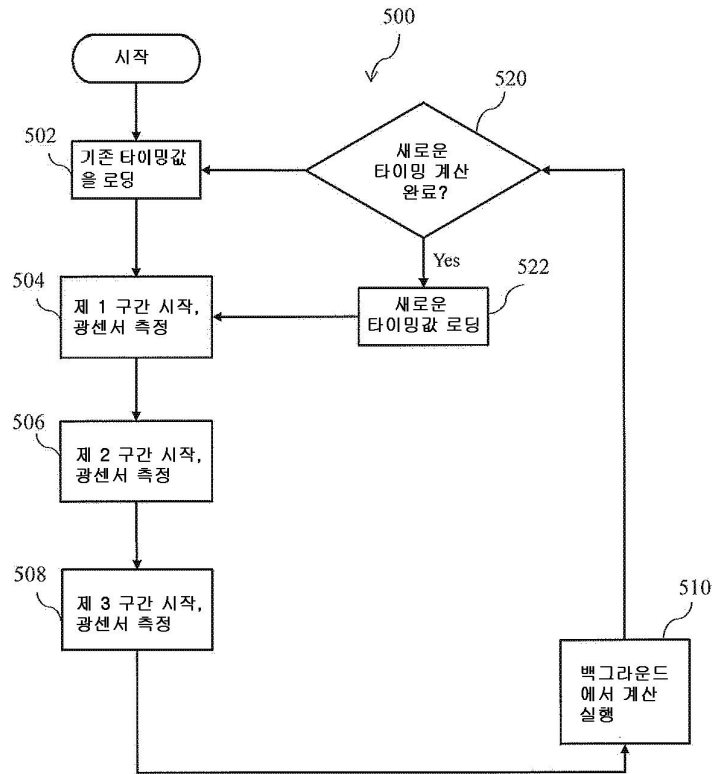 500
시작
520
502
기존 타이밍값
을 로딩
새로운
타이밍 계산
완료?
Yes
504
제 1 구간 시작,
광센서 측정
522
새로운
타이밍값 로딩
506
제 2 구간 시작,
광센서 측정
508
제 3 구간 시작,
광센서 측정
510
백그라운드
에서 계산
실행